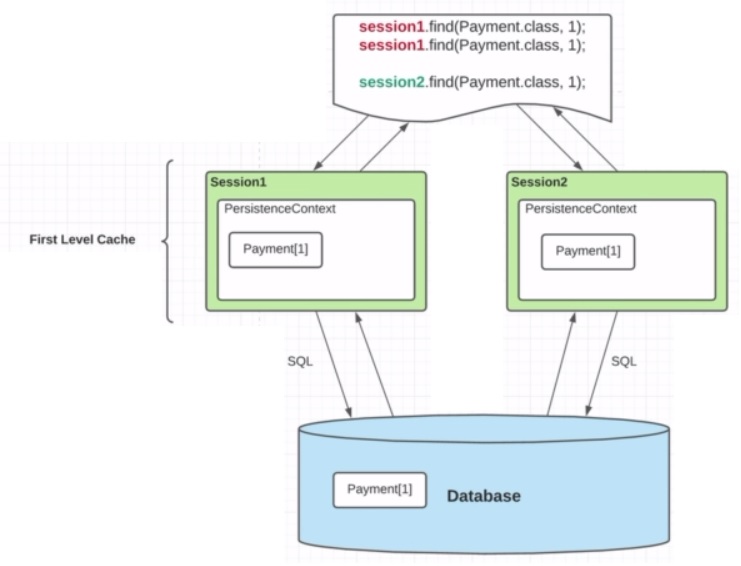 session1.find(Payment.class, 1);
session1.find(Payment.class, 1);
session2.find(Payment.class, 1);
Session1
PersistenceContext
Payment[1]
Session2
PersistenceContext
Payment[1]
First Level Cache
SQL
SQL
Payment[1]
Database